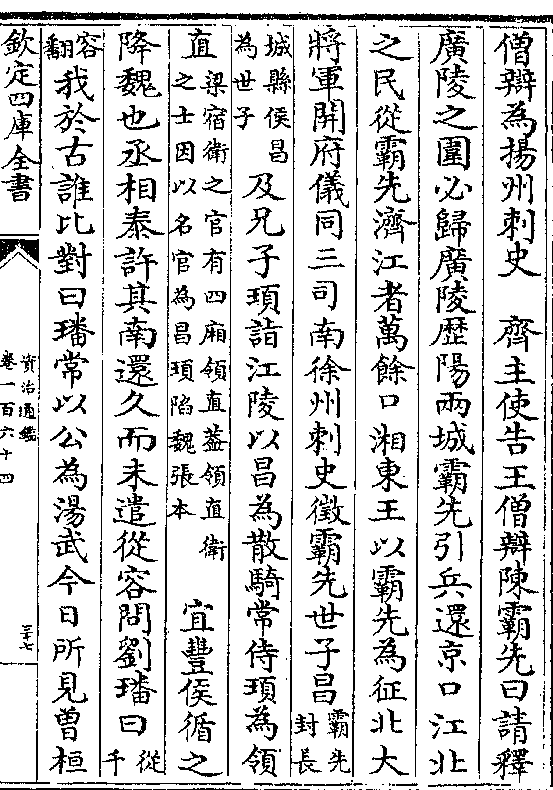 僧辯為揚州刺史　齊主使告王僧辯陳霸先曰請釋
廣陵之圍必歸廣陵歷陽兩城霸先引兵還京口江北
之民從霸先濟江者萬餘口湘東王以霸先為征北大
將軍開府儀同三司南徐州刺史徵霸先世子昌霸先封長
城縣侯昌為世子及兄子頊詣江陵以昌為散騎常侍頊為領
直梁宿衛之官有四廂領直蓋領直衛之士因以名官為昌頊陷魏張本　宜豐侯循之
降魏也丞相泰許其南還久而未遣從容問劉璠曰從千
容翻我於古誰比對曰璠常以公為湯武今日所見曾桓
欽定四庫全書
資治通鑑
卷一百六十四
三十七